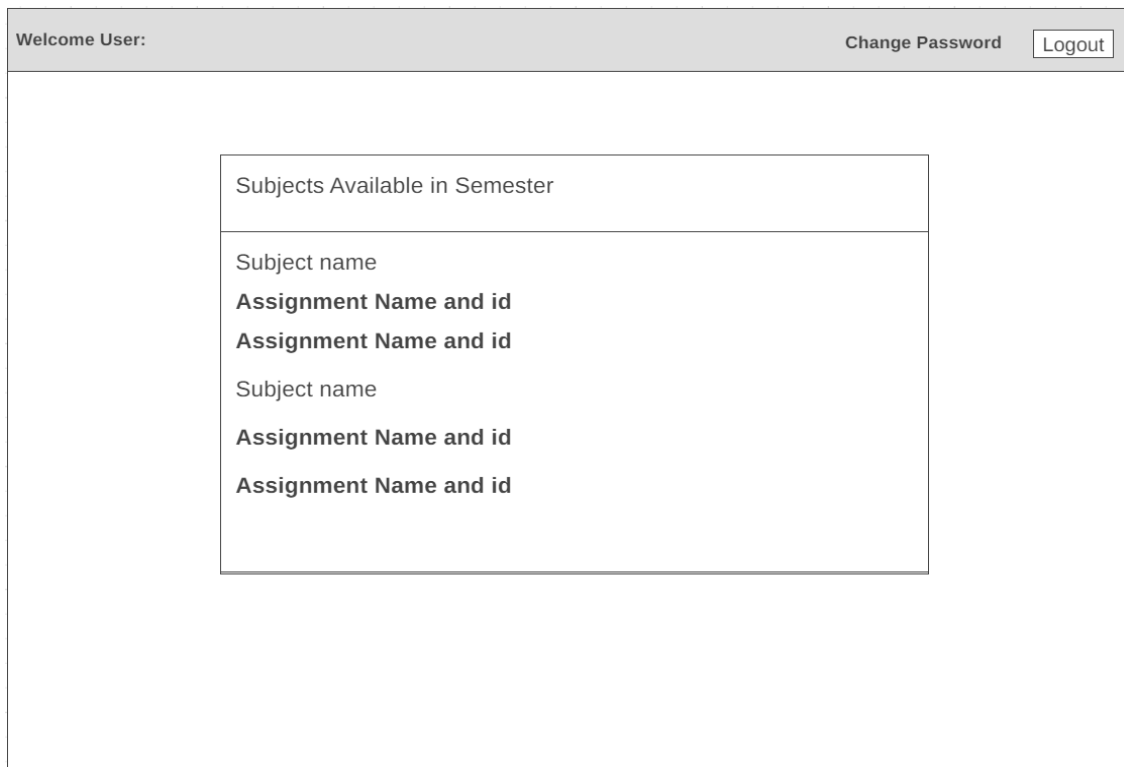 Welcome User:
Change Password
Logout
Subjects Available in Semester
Subject name
Assignment Name and id
Assignment Name and id
Subject name
Assignment Name and id
Assignment Name and id